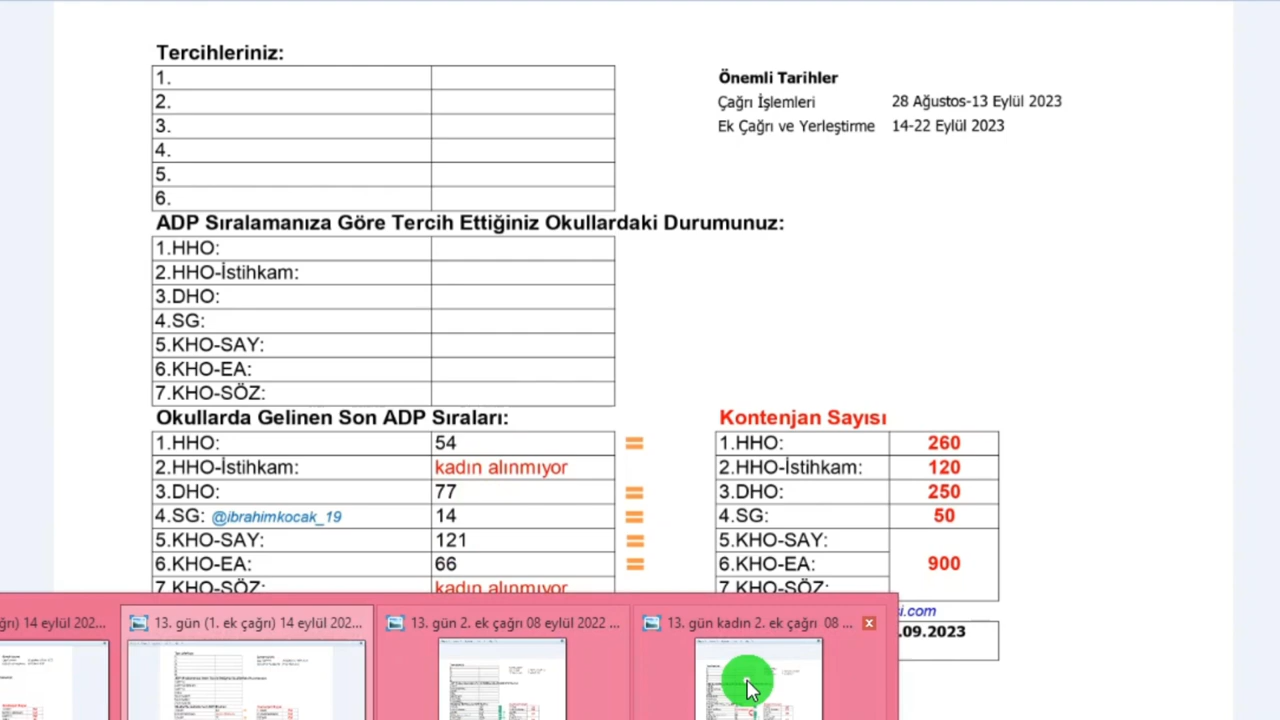 Tercihleriniz:
1.
2.
3.
4.
5.
6.
Önemli Tarihler
Çağrı İşlemleri 28 Ağustos-13 Eylül 2023
Ek Çağrı ve Yerleştirme 14-22 Eylül 2023
ADP Sıralamanıza Göre Tercih Ettiğiniz Okullardaki Durumunuz:
1.HHO:
2.HHO-İstihkam:
3.DHO:
4.SG:
5.KHO-SAY:
6.KHO-EA:
7.KHO-SÖZ:
Okullarda Gelinen Son ADP Sıraları:
1.HHO: 54 =
2.HHO-İstihkam: kadın alınmıyor
3.DHO: 77 =
4.SG: @ibrahimkocak_19 14 =
5.KHO-SAY: 121 =
6.KHO-EA: 66 =
7.KHO-SÖZ: kadın alınmıyor
Kontenjan Sayısı
1.HHO: 260
2.HHO-İstihkam: 120
3.DHO: 250
4.SG: 50
5.KHO-SAY:
6.KHO-EA: 900
7.KHO-SÖZ:
si.com
.09.2023
rı) 14 eylül 202...
13. gün (1. ek çağrı) 14 eylül 202...
13. gün 2. ek çağrı 08 eylül 2022 ...
13. gün kadın 2. ek çağrı 08 ...